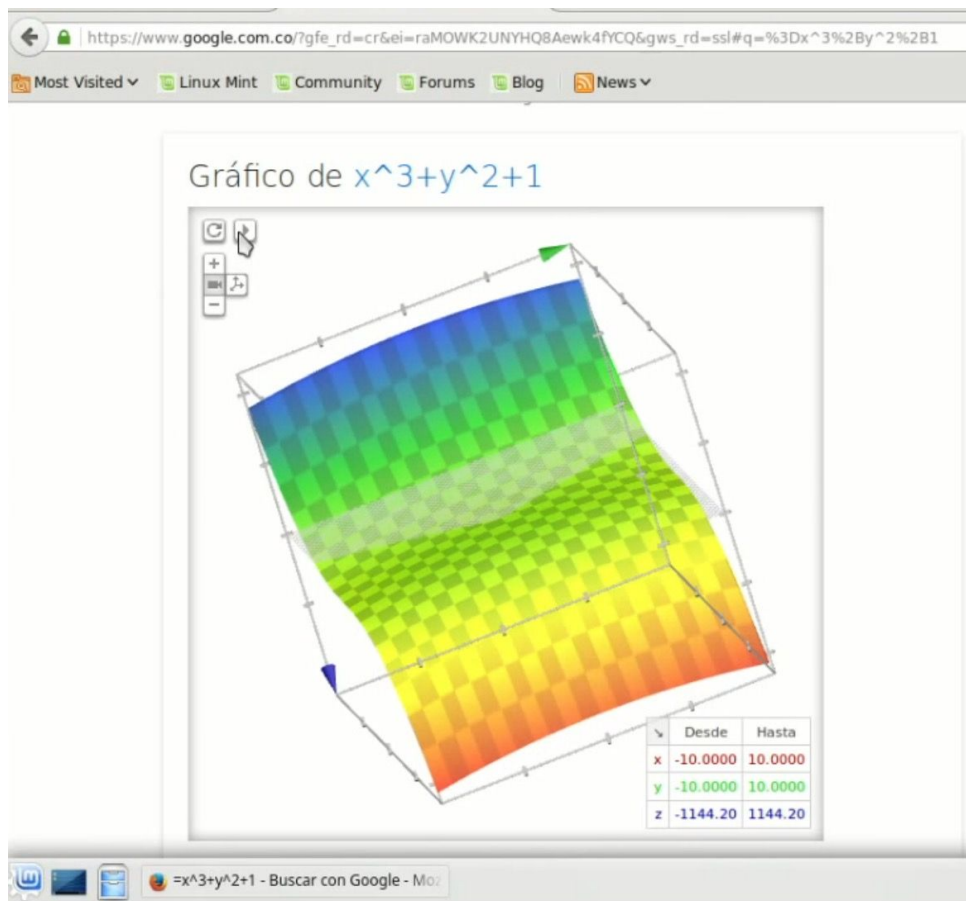 https://www.google.com.co/?gfe_rd=cr&ei=raMOWK2UNYHQ8Aewk4fYCQ&gws_rd=ssl#q=%3Dx^3%2By^2%2B1
Most Visited Linux Mint Community Forums Blog News
Gráfico de x^3+y^2+1
Desde Hasta
x -10.0000 10.0000
y -10.0000 10.0000
z -1144.20 1144.20
=x^3+y^2+1 - Buscar con Google - Moz